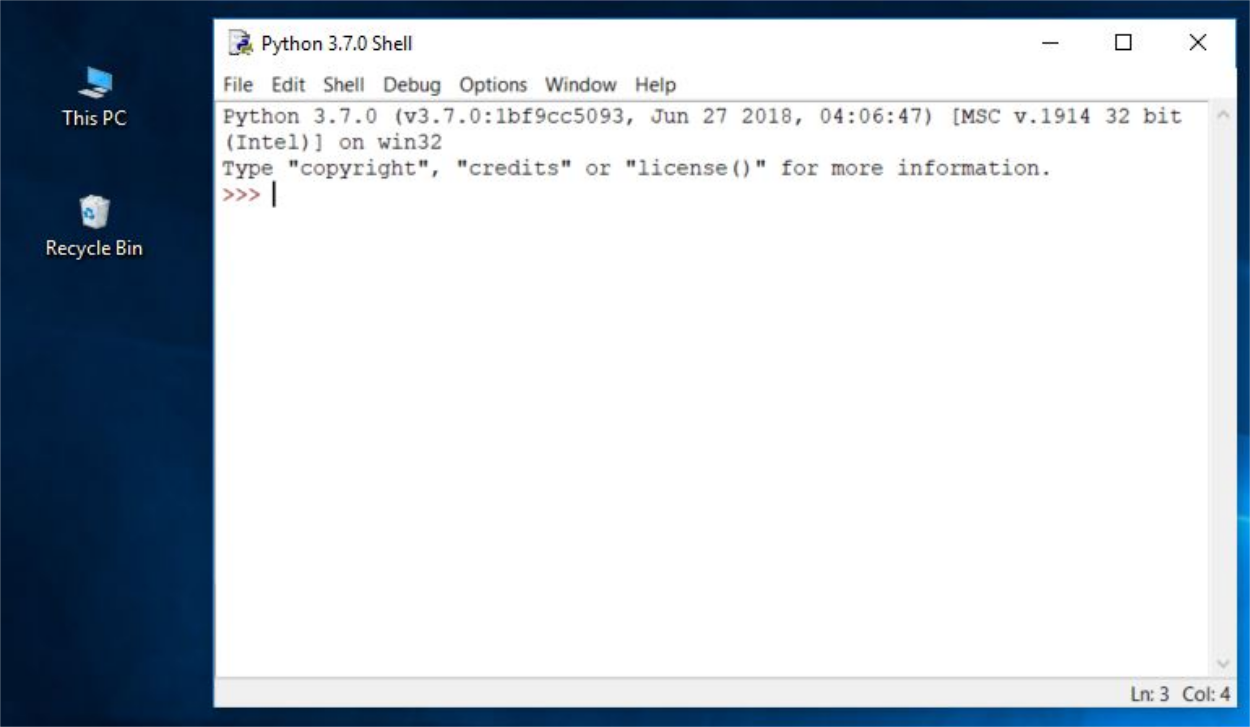 This PC
Recycle Bin
Python 3.7.0 Shell
File Edit Shell Debug Options Window Help
Python 3.7.0 (v3.7.0:1bf9cc5093, Jun 27 2018, 04:06:47) [MSC v.1914 32 bit
(Intel)] on win32
Type "copyright", "credits" or "license()" for more information.
>>>
Ln: 3 Col: 4